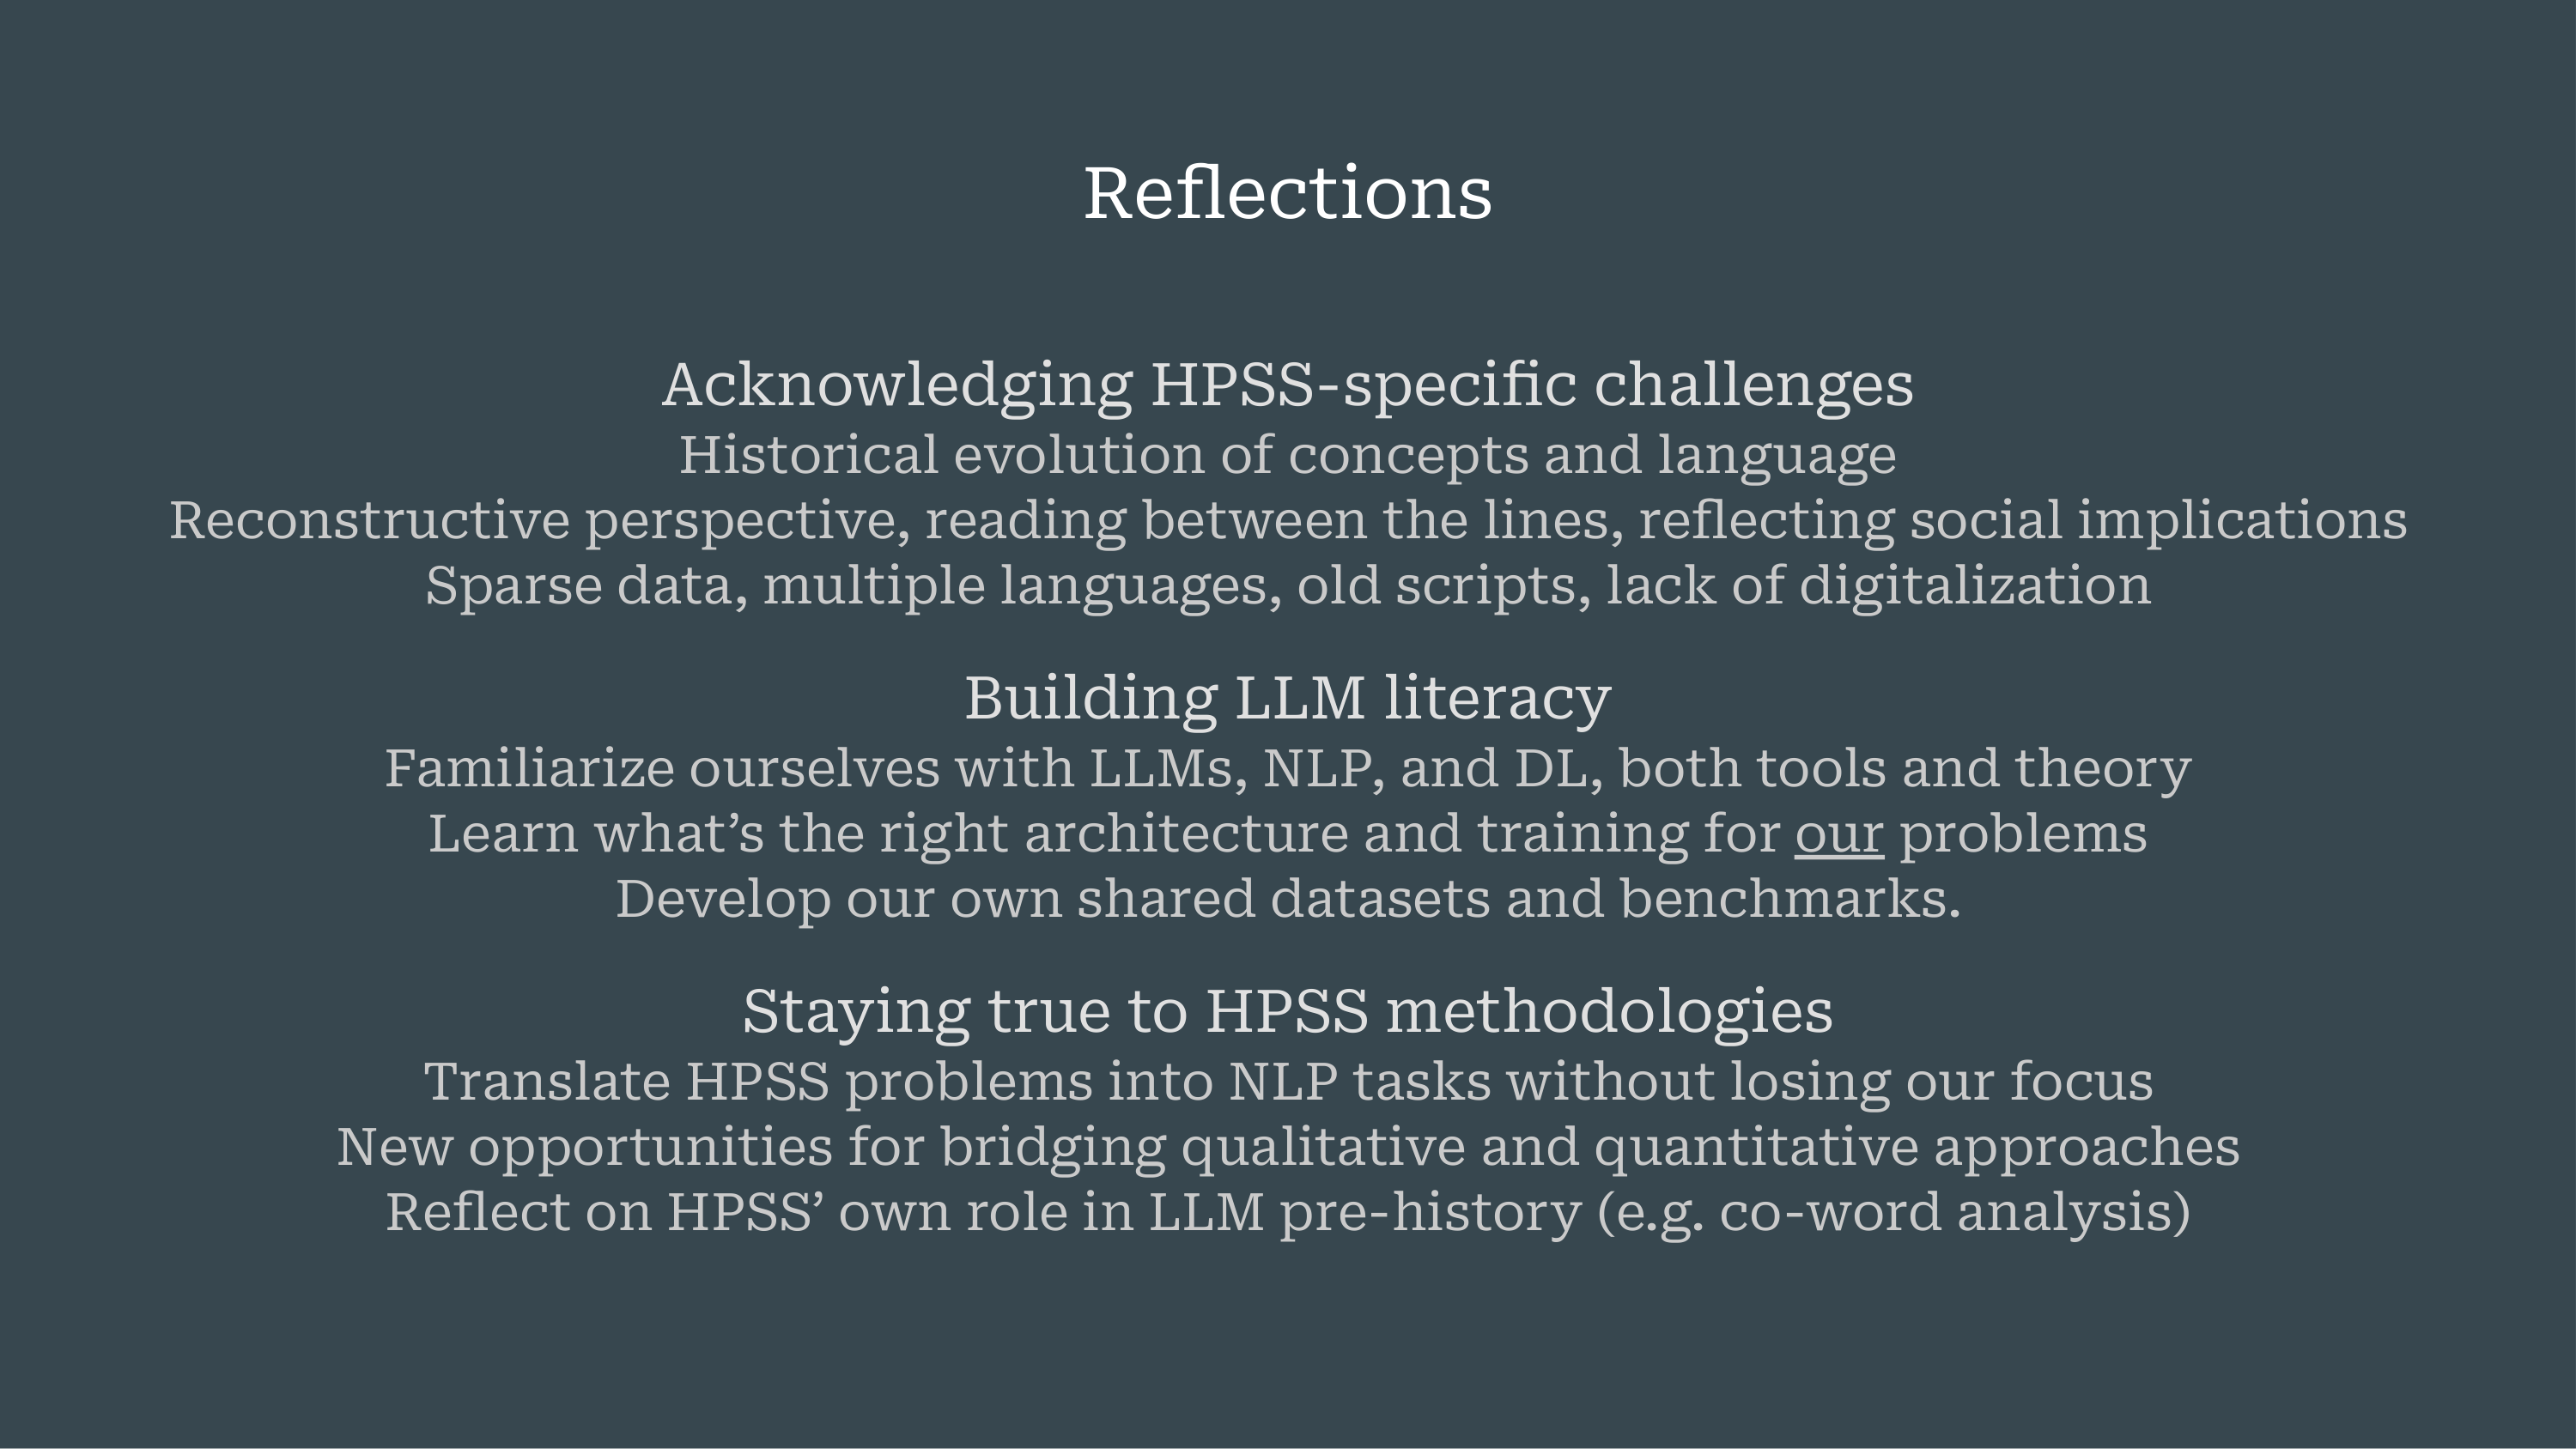 Reflections
Acknowledging HPSS-specific challenges
Historical evolution of concepts and language
Reconstructive perspective, reading between the lines, reflecting social implications
Sparse data, multiple languages, old scripts, lack of digitalization
Building LLM literacy
Familiarize ourselves with LLMs, NLP, and DL, both tools and theory
Learn what’s the right architecture and training for our problems
Develop our own shared datasets and benchmarks.
Staying true to HPSS methodologies
Translate HPSS problems into NLP tasks without losing our focus
New opportunities for bridging qualitative and quantitative approaches
Reflect on HPSS’ own role in LLM pre-history (e.g. co-word analysis)